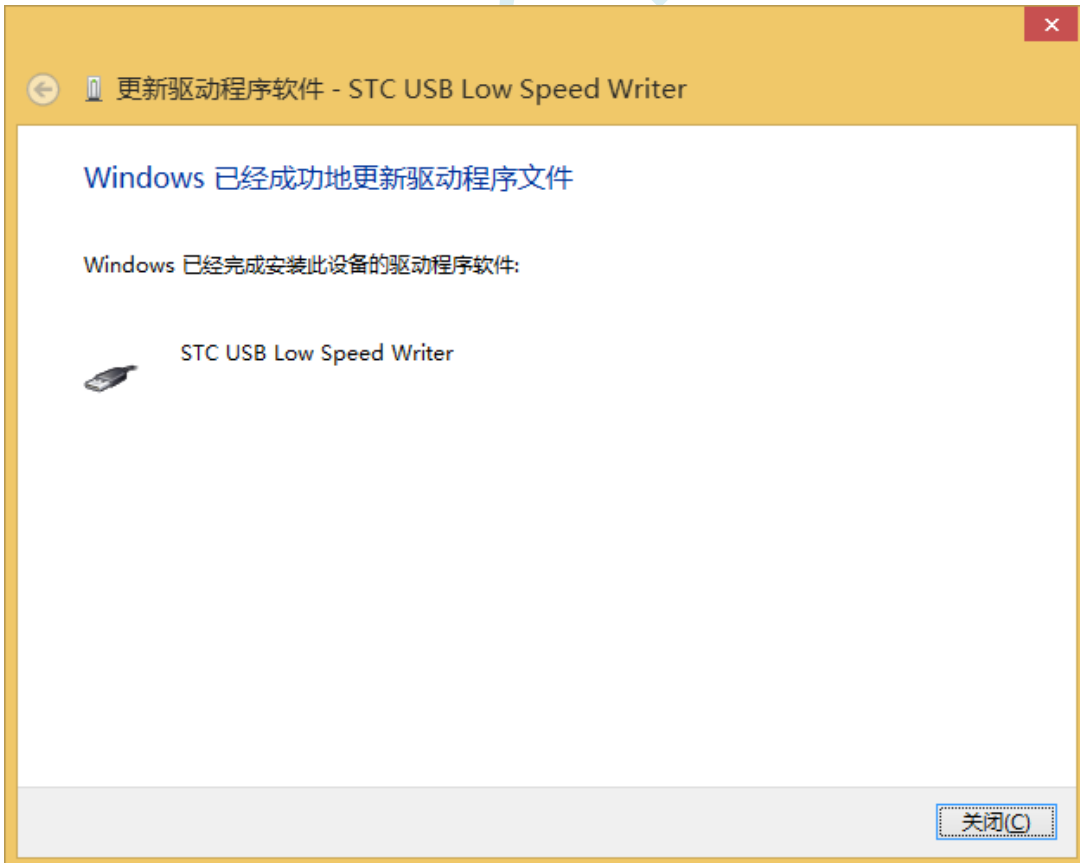 更新驱动程序软件 - STC USB Low Speed Writer
Windows 已经成功地更新驱动程序文件
Windows 已经完成安装此设备的驱动程序软件:
STC USB Low Speed Writer
关闭(C)